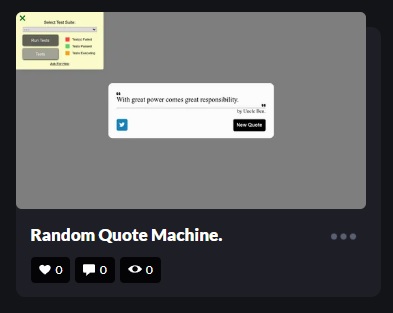 Select Test Suite:
Run Tests
Tests
Test(s) Failed
Tests Passed
Tests Executing
"With great power comes great responsibility."
by Uncle Ben.
New Quote
Random Quote Machine.
0 0 0